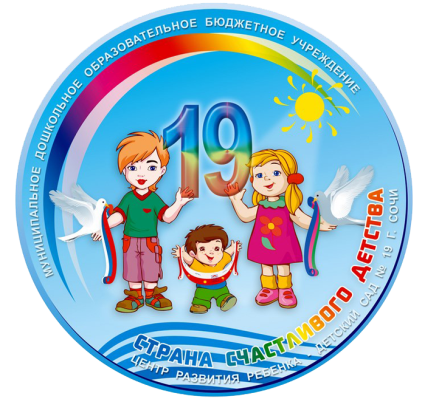 МУНИЦИПАЛЬНОЕ ДОШКОЛЬНОЕ ОБРАЗОВАТЕЛЬНОЕ БЮДЖЕТНОЕ УЧРЕЖДЕНИЕ
19
СТРАНА СЧАСТЛИВОГО ДЕТСТВА
ЦЕНТР РАЗВИТИЯ РЕБЕНКА - ДЕТСКИЙ САД № 19 Г. СОЧИ